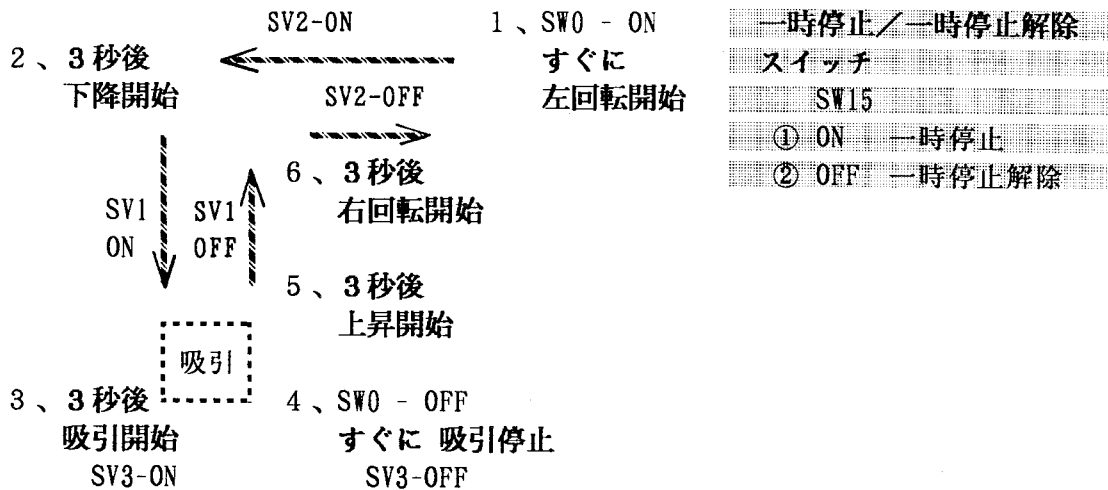 SV2-ON
1、SW0 - ON
すぐに
左回転開始
一時停止／一時停止解除
スイッチ
SW15
① ON 一時停止
② OFF 一時停止解除
2、3秒後
下降開始
SV2-OFF
6、3秒後
右回転開始
SV1
ON
SV1
OFF
5、3秒後
上昇開始
吸引
3、3秒後
吸引開始
SV3-ON
4、SW0 - OFF
すぐに 吸引停止
SV3-OFF